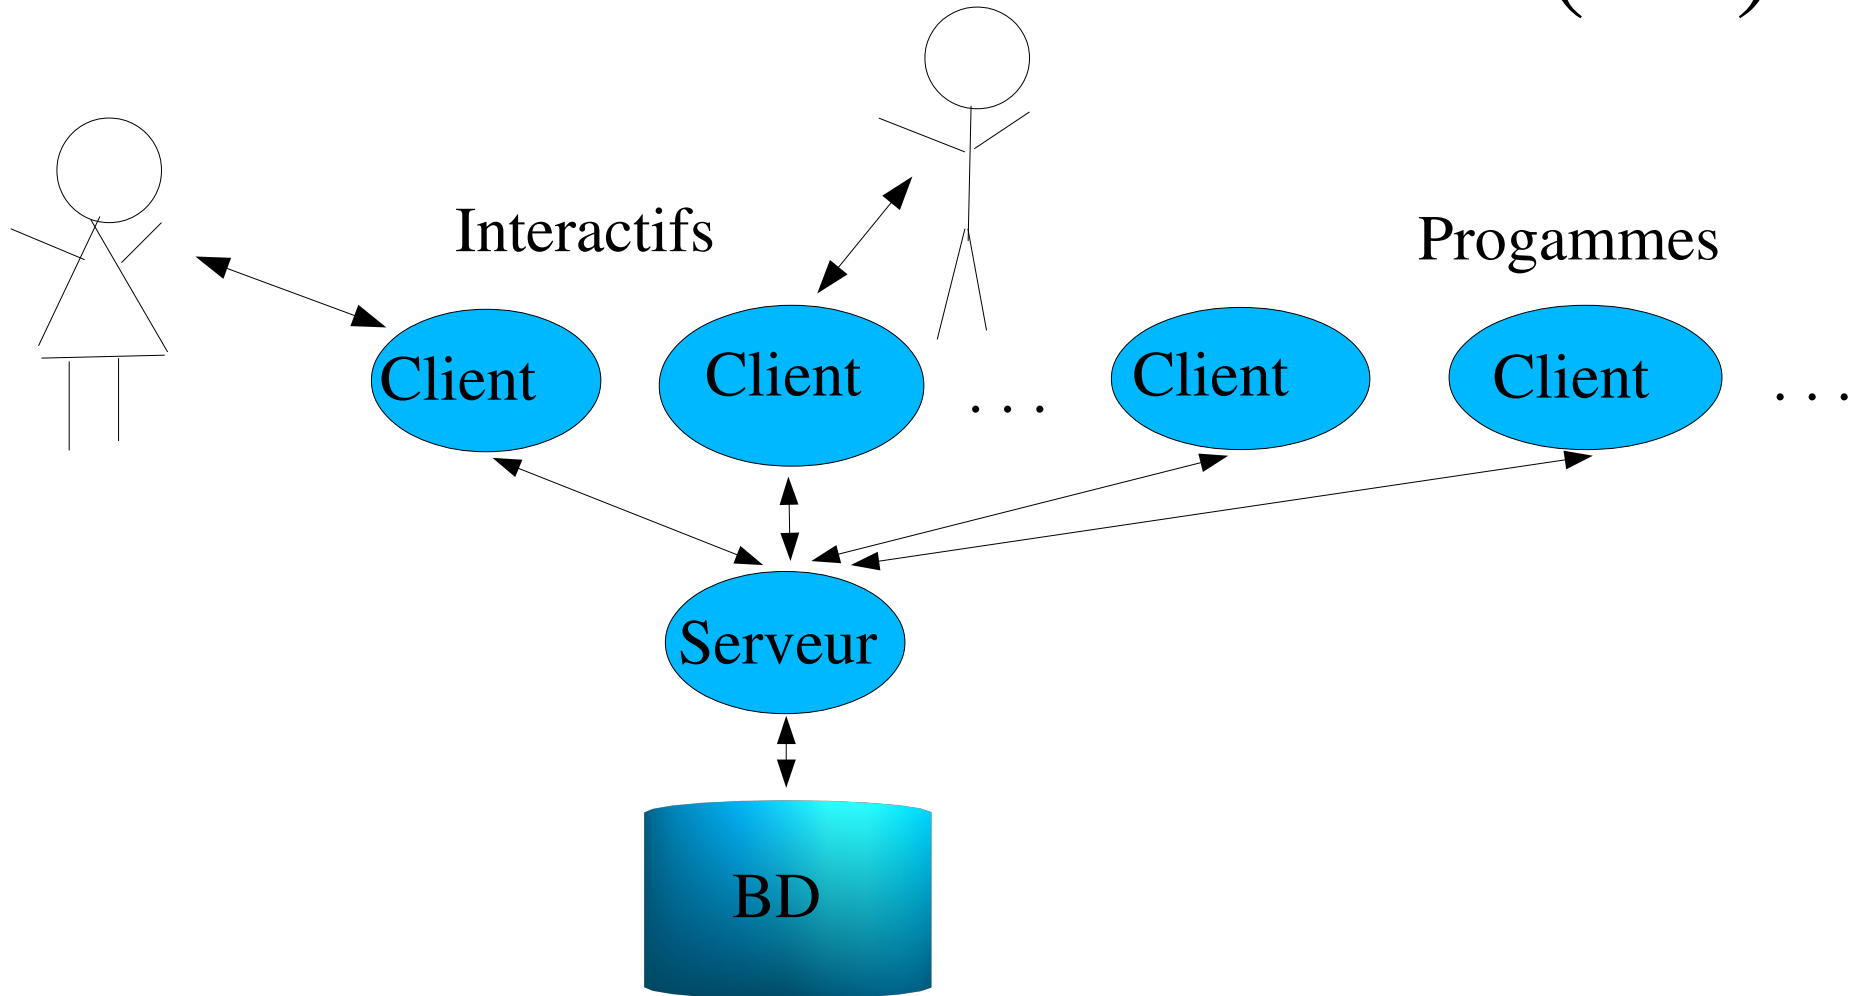 Interactifs
Progammes
Client
Client
. . .
Client
Client
. . .
Serveur
BD